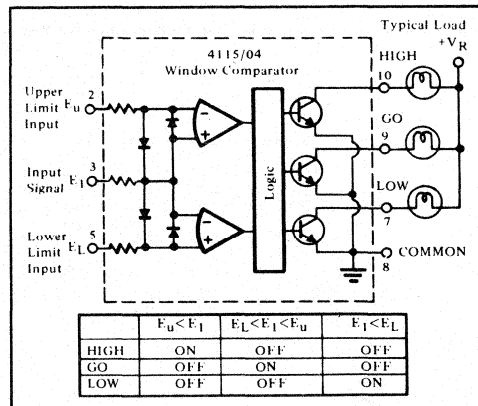 Typical Load
+V_R
4115/04
Window Comparator
HIGH
10
Upper
Limit E_u
Input
2
GO
9
Input
Signal E_1
3
Logic
LOW
7
Lower
Limit E_L
Input
5
COMMON
8
− +
− +
E_u<E_1 E_L<E_1<E_u E_1<E_L
HIGH ON OFF OFF
GO OFF ON OFF
LOW OFF OFF ON